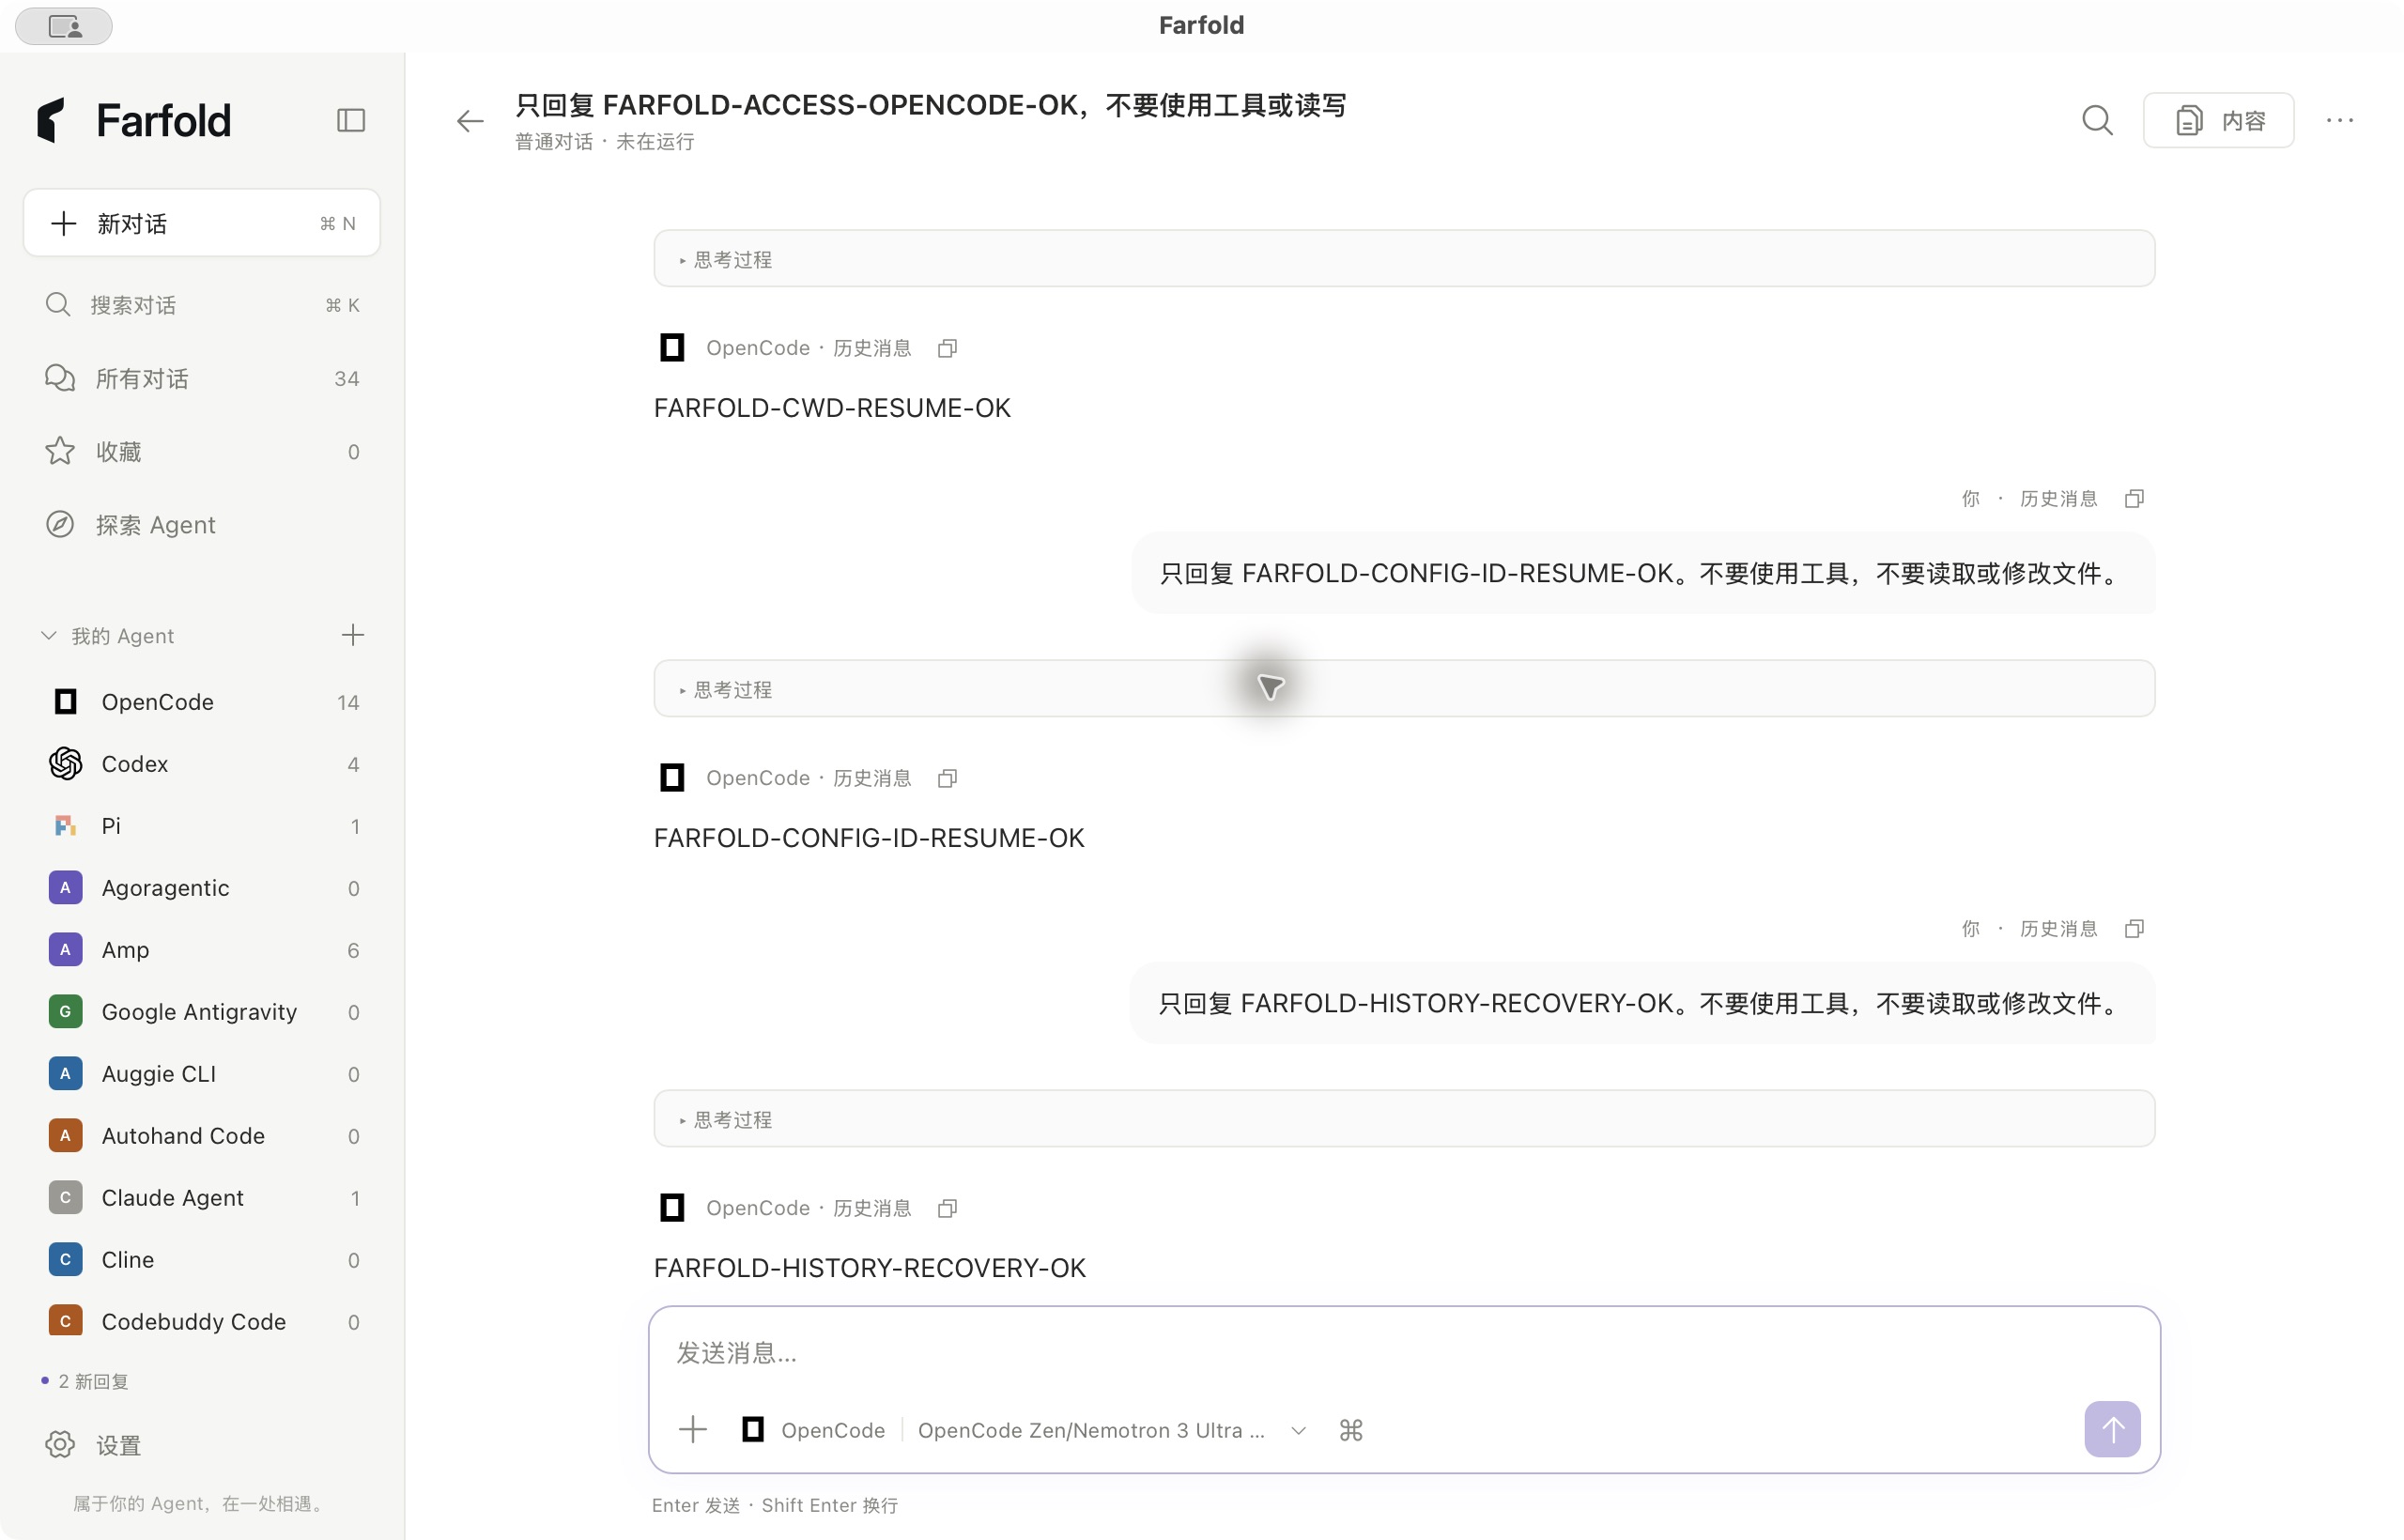 Farfold
Farfold
新对话 ⌘ N
搜索对话 ⌘ K
所有对话 34
收藏 0
探索 Agent
我的 Agent
OpenCode 14
Codex 4
Pi 1
A Agoragentic 0
A Amp 6
G Google Antigravity 0
A Auggie CLI 0
A Autohand Code 0
C Claude Agent 1
C Cline 0
C Codebuddy Code 0
2 新回复
设置
属于你的 Agent，在一处相遇。
只回复 FARFOLD-ACCESS-OPENCODE-OK，不要使用工具或读写
普通对话 · 未在运行
内容
思考过程
OpenCode · 历史消息
FARFOLD-CWD-RESUME-OK
你 · 历史消息
只回复 FARFOLD-CONFIG-ID-RESUME-OK。不要使用工具，不要读取或修改文件。
思考过程
OpenCode · 历史消息
FARFOLD-CONFIG-ID-RESUME-OK
你 · 历史消息
只回复 FARFOLD-HISTORY-RECOVERY-OK。不要使用工具，不要读取或修改文件。
思考过程
OpenCode · 历史消息
FARFOLD-HISTORY-RECOVERY-OK
发送消息...
OpenCode OpenCode Zen/Nemotron 3 Ultra ... ⌘
Enter 发送 · Shift Enter 换行